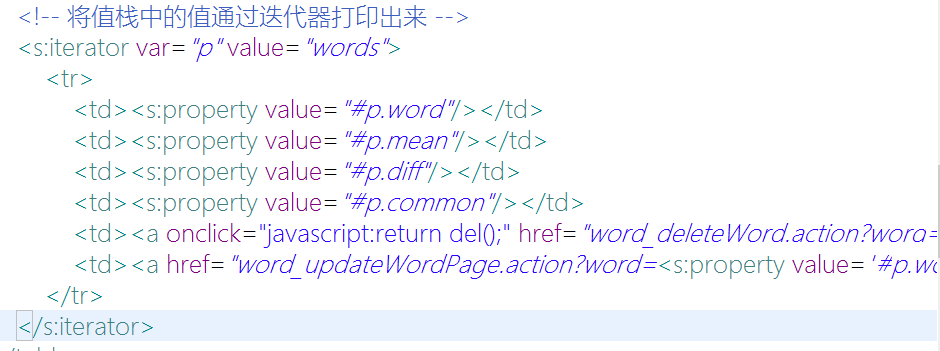 <!-- 将值栈中的值通过迭代器打印出来 -->
<s:iterator var="p" value="words">
<tr>
<td><s:property value="#p.word"/></td>
<td><s:property value="#p.mean"/></td>
<td><s:property value="#p.diff"/></td>
<td><s:property value="#p.common"/></td>
<td><a onclick="javascript:return del();" href="word_deleteWord.action?word=
<td><a href="word_updateWordPage.action?word=<s:property value='#p.wo
</tr>
</s:iterator>